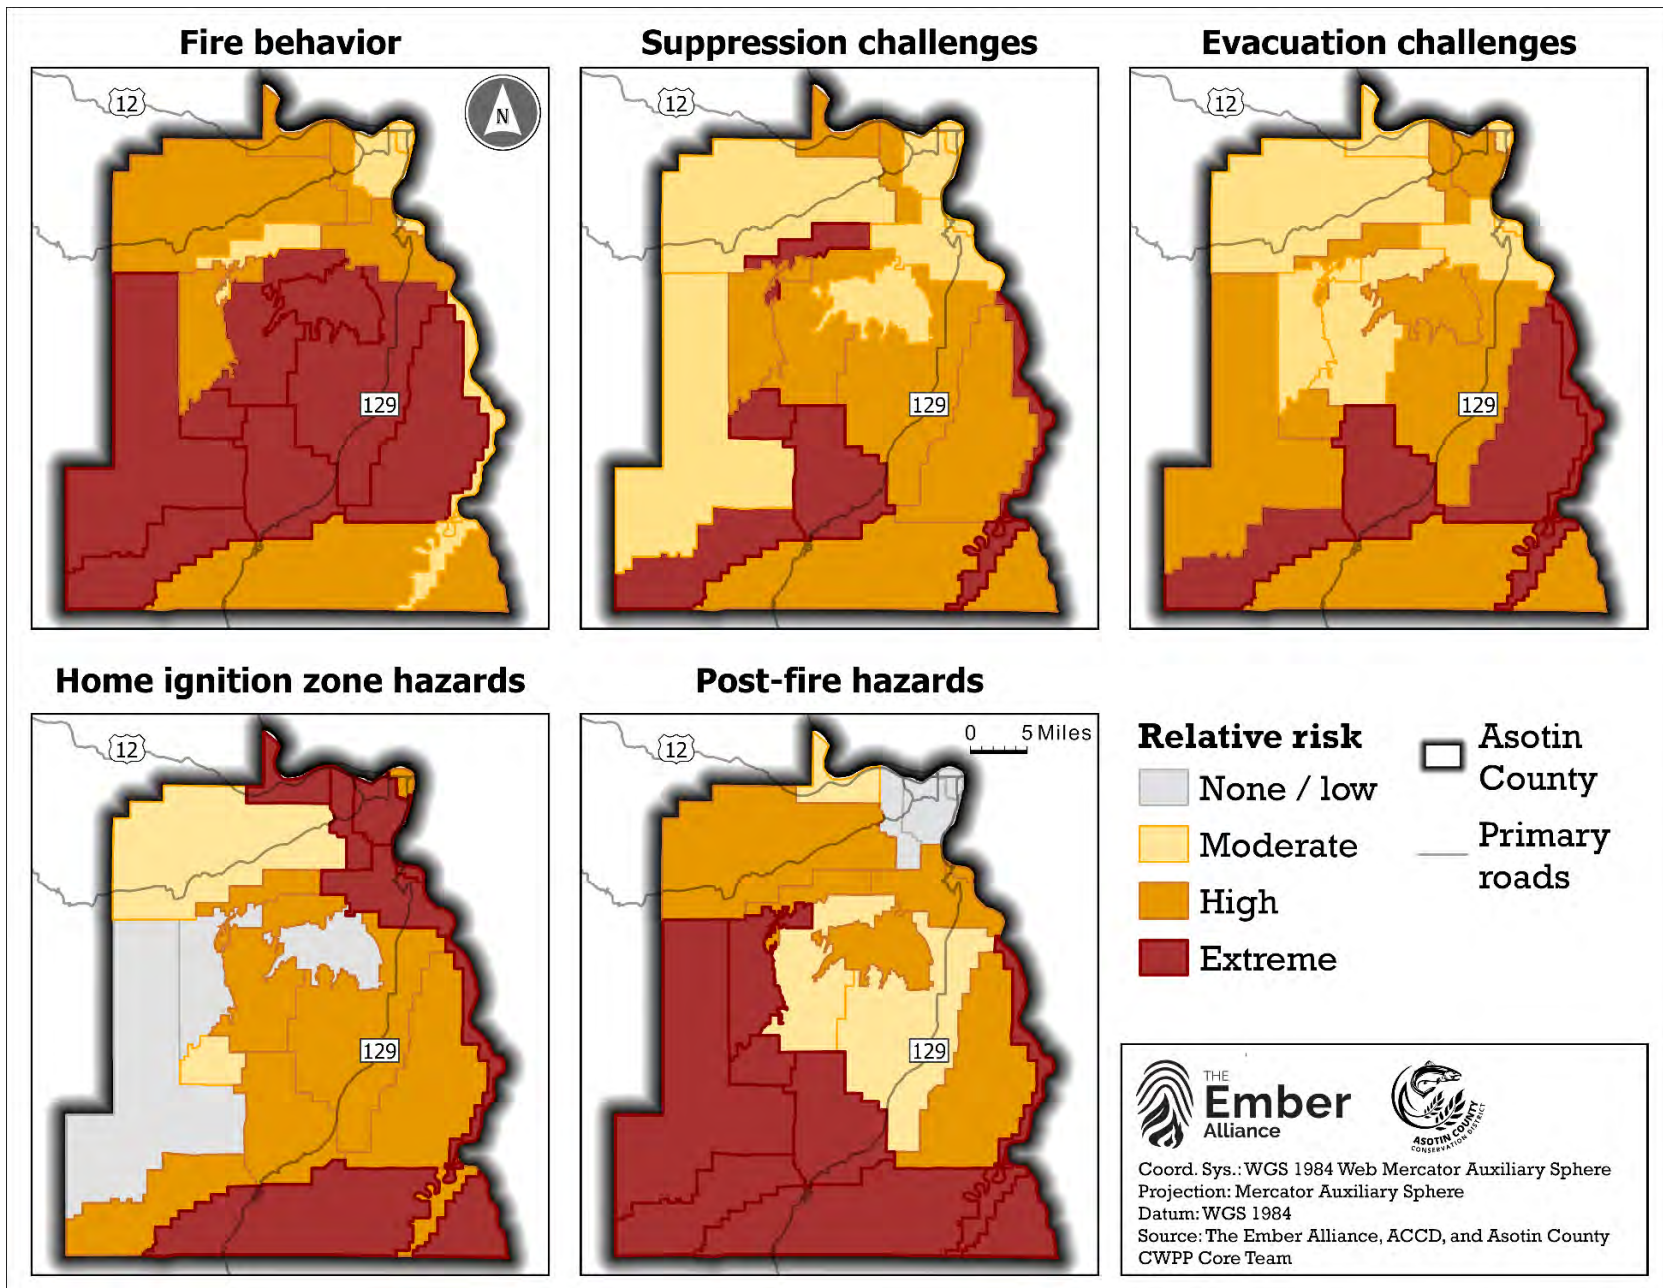 Fire behavior
Suppression challenges
Evacuation challenges
12
N
129
12
129
12
129
Home ignition zone hazards
Post-fire hazards
12
129
12
0 5 Miles
129
Relative risk
None / low
Moderate
High
Extreme
Asotin
County
Primary
roads
THE
Ember
Alliance
ASOTIN COUNTY
CONSERVATION DISTRICT
Coord. Sys.: WGS 1984 Web Mercator Auxiliary Sphere
Projection: Mercator Auxiliary Sphere
Datum: WGS 1984
Source: The Ember Alliance, ACCD, and Asotin County
CWPP Core Team